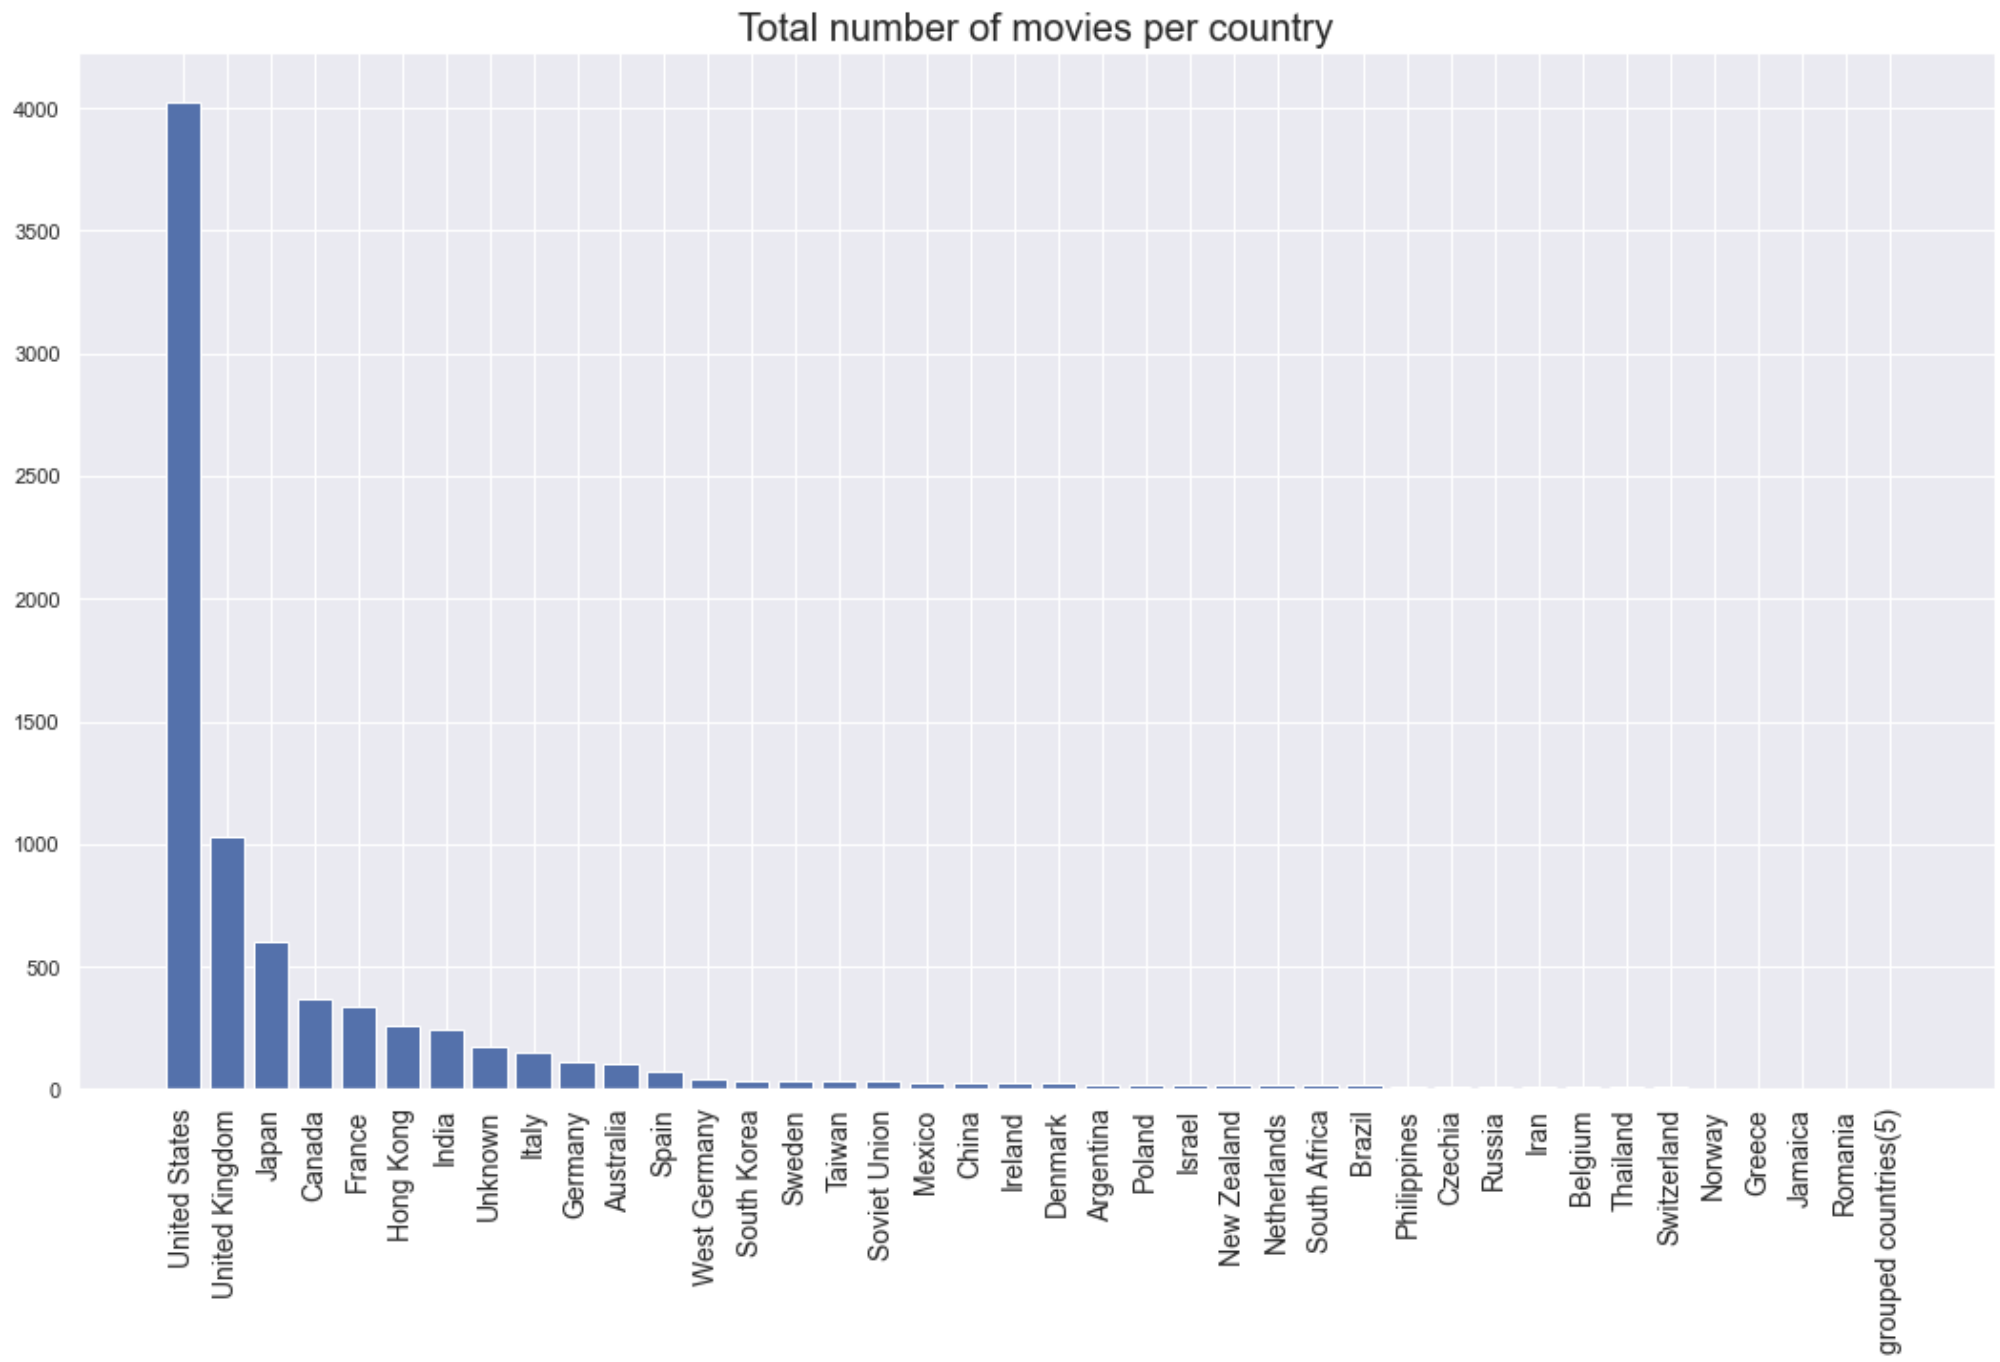 Total number of movies per country
4000
3500
3000
2500
2000
1500
1000
500
0
United States
United Kingdom
Japan
Canada
France
Hong Kong
India
Unknown
Italy
Germany
Australia
Spain
West Germany
South Korea
Sweden
Taiwan
Soviet Union
Mexico
China
Ireland
Denmark
Argentina
Poland
Israel
New Zealand
Netherlands
South Africa
Brazil
Philippines
Czechia
Russia
Iran
Belgium
Thailand
Switzerland
Norway
Greece
Jamaica
Romania
grouped countries(5)